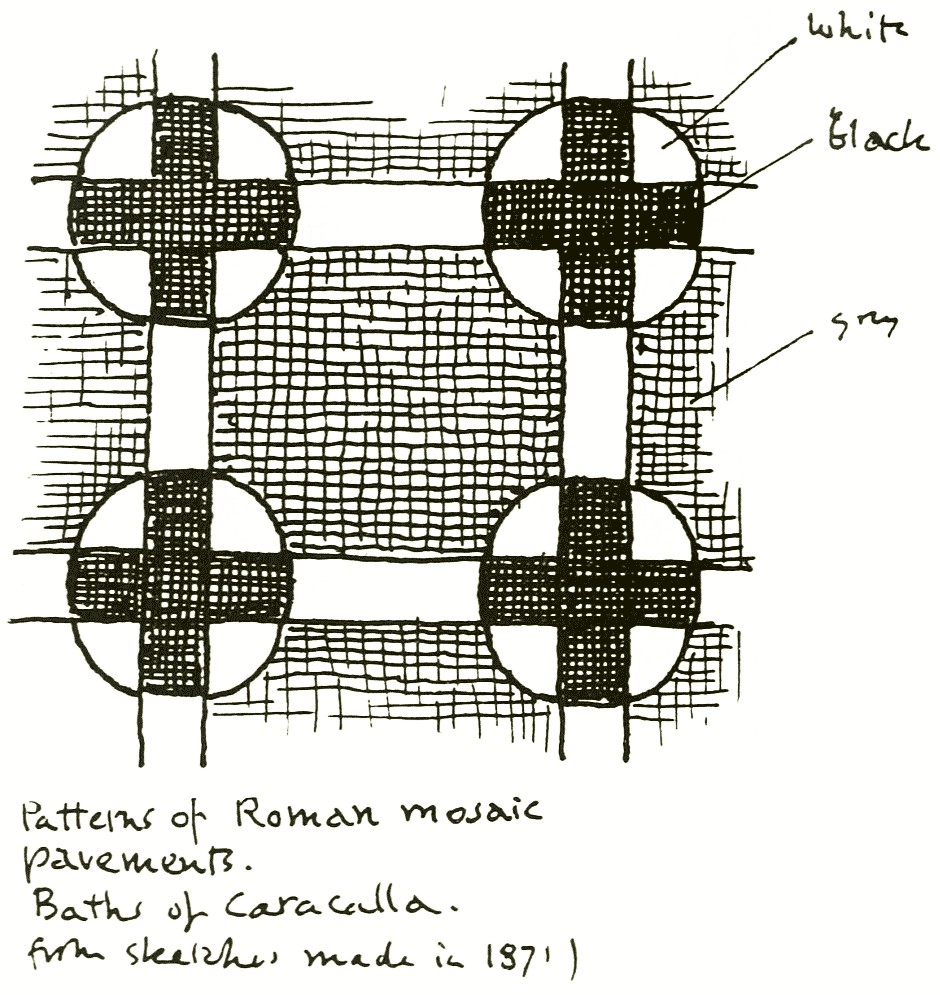 white
black
grey
Patterns of Roman mosaic
pavements.
Baths of Caracalla.
from sketches made in 1871)